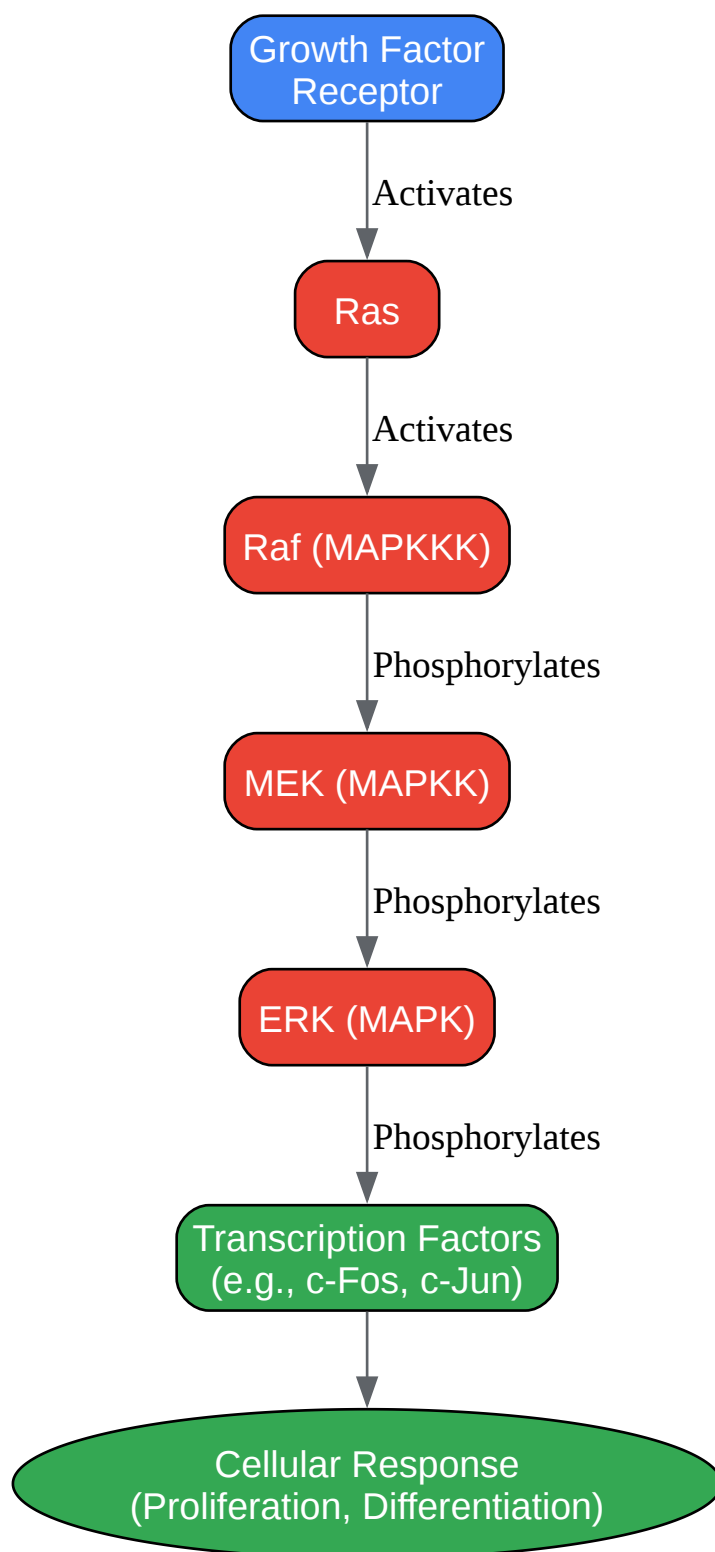 Growth Factor
Receptor
Activates
Ras
Activates
Raf (MAPKKK)
Phosphorylates
MEK (MAPKK)
Phosphorylates
ERK (MAPK)
Phosphorylates
Transcription Factors
(e.g., c-Fos, c-Jun)
Cellular Response
(Proliferation, Differentiation)